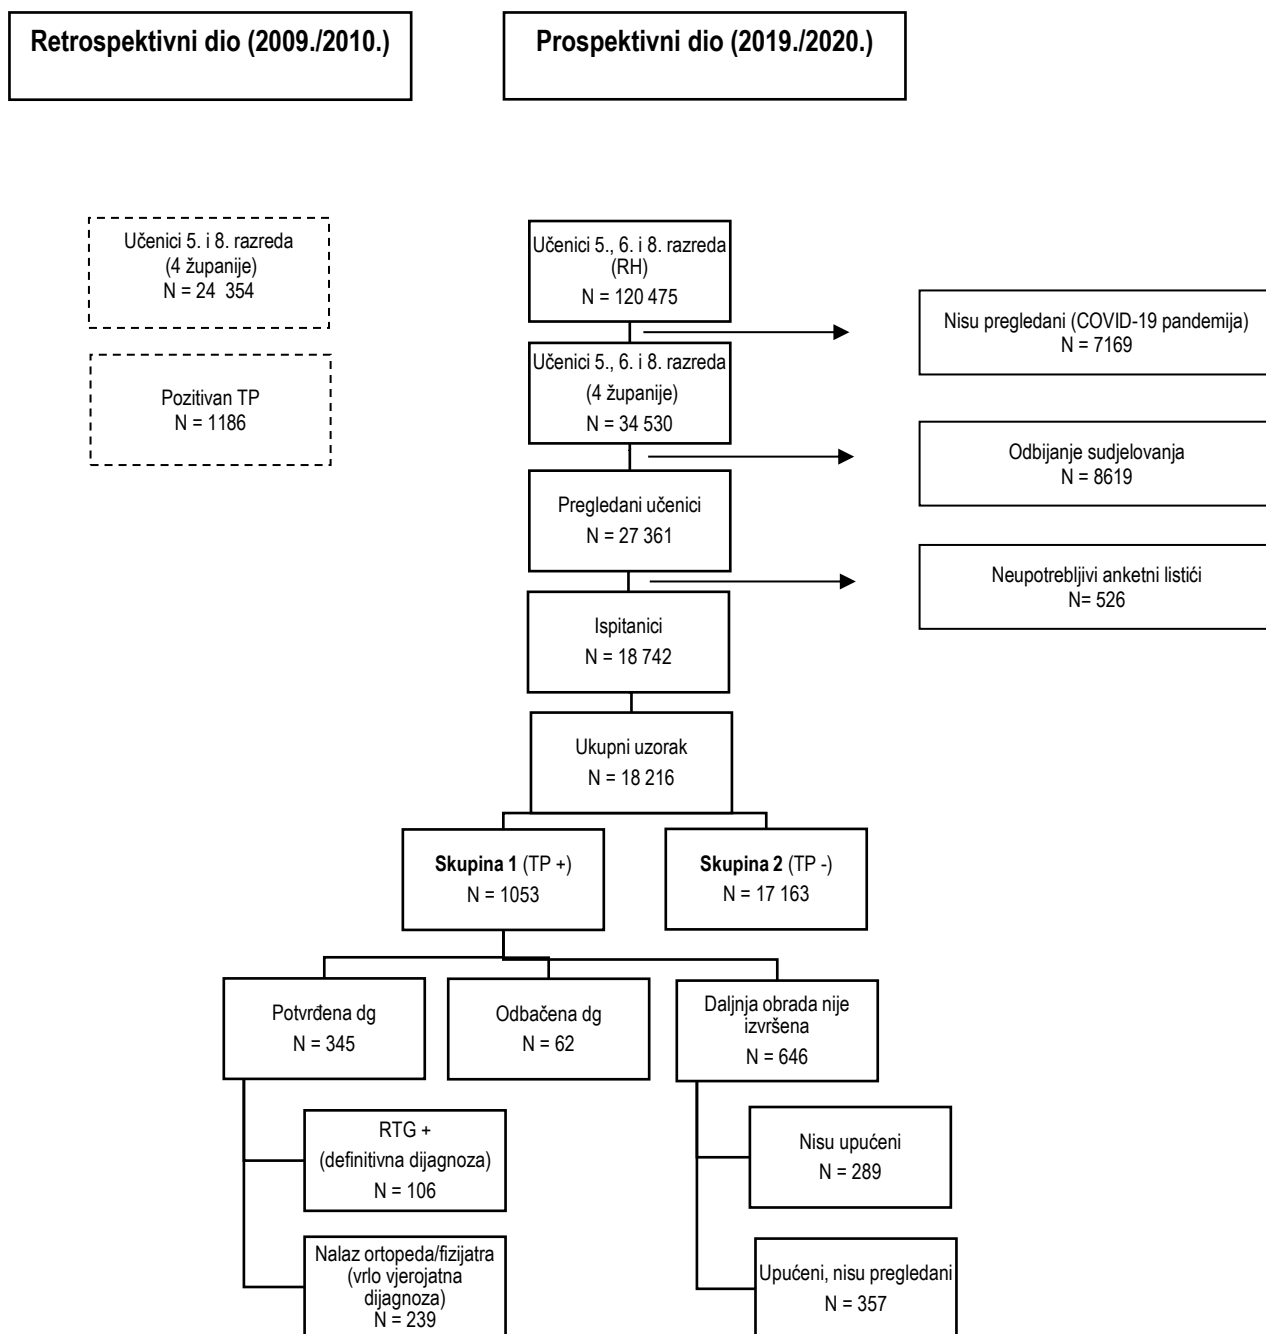 Retrospektivni dio (2009./2010.)
Prospektivni dio (2019./2020.)
Učenici 5. i 8. razreda
(4 županije)
N = 24 354
Pozitivan TP
N = 1186
Učenici 5., 6. i 8. razreda
(RH)
N = 120 475
Nisu pregledani (COVID-19 pandemija)
N = 7169
Učenici 5., 6. i 8. razreda
(4 županije)
N = 34 530
Odbijanje sudjelovanja
N = 8619
Pregledani učenici
N = 27 361
Neupotrebljivi anketni listići
N= 526
Ispitanici
N = 18 742
Ukupni uzorak
N = 18 216
Skupina 1 (TP +)
N = 1053
Skupina 2 (TP -)
N = 17 163
Potvrđena dg
N = 345
Odbačena dg
N = 62
Daljnja obrada nije
izvršena
N = 646
RTG +
(definitivna dijagnoza)
N = 106
Nisu upućeni
N = 289
Nalaz ortopeda/fizijatra
(vrlo vjerojatna
dijagnoza)
N = 239
Upućeni, nisu pregledani
N = 357